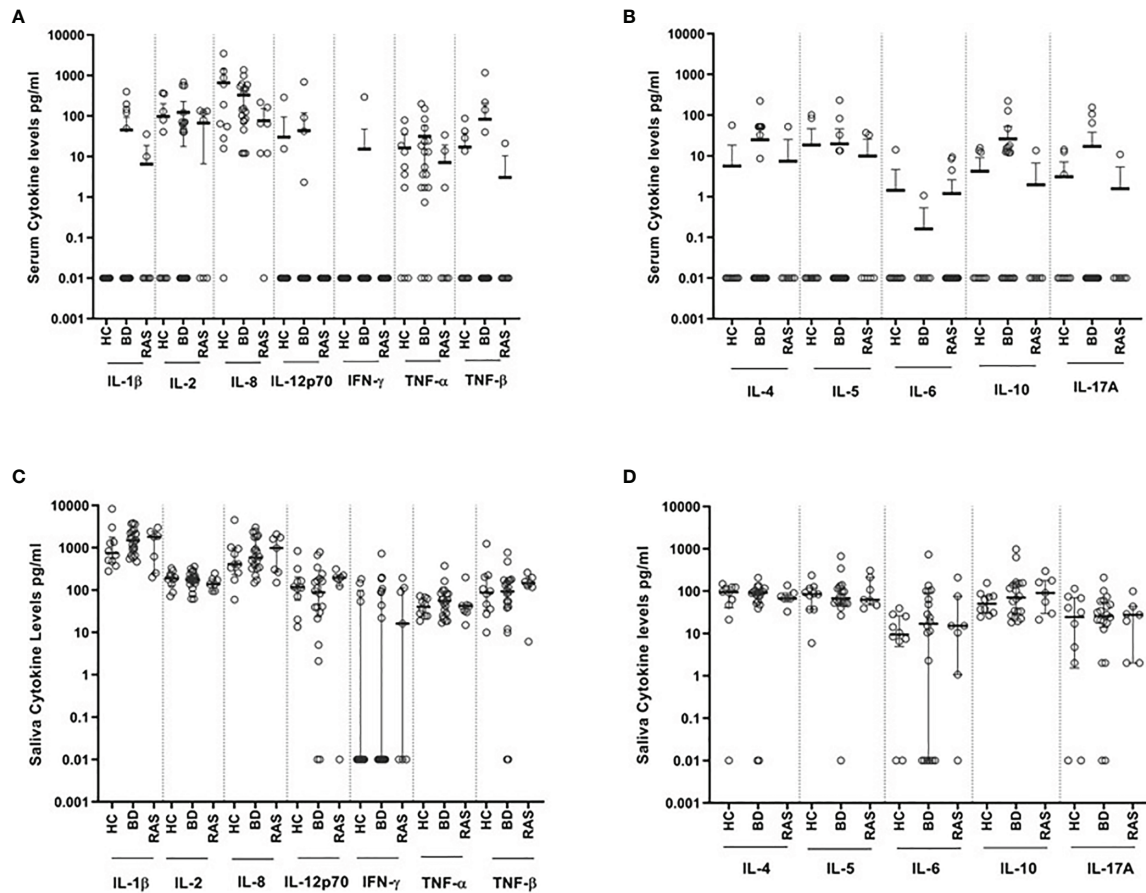 A
Serum Cytokine levels pg/ml
10000
1000
100
10
1
0.1
0.01
0.001
HC BD RAS HC BD RAS HC BD RAS HC BD RAS HC BD RAS HC BD RAS HC BD RAS
IL-1β IL-2 IL-8 IL-12p70 IFN-γ TNF-α TNF-β
B
Serum Cytokine levels pg/ml
10000
1000
100
10
1
0.1
0.01
0.001
HC BD RAS HC BD RAS HC BD RAS HC BD RAS HC BD RAS
IL-4 IL-5 IL-6 IL-10 IL-17A
C
Saliva Cytokine Levels pg/ml
10000
1000
100
10
1
0.1
0.01
0.001
HC BD RAS HC BD RAS HC BD RAS HC BD RAS HC BD RAS HC BD RAS HC BD RAS
IL-1β IL-2 IL-8 IL-12p70 IFN-γ TNF-α TNF-β
D
Saliva Cytokine levels pg/ml
10000
1000
100
10
1
0.1
0.01
0.001
HC BD RAS HC BD RAS HC BD RAS HC BD RAS HC BD RAS
IL-4 IL-5 IL-6 IL-10 IL-17A